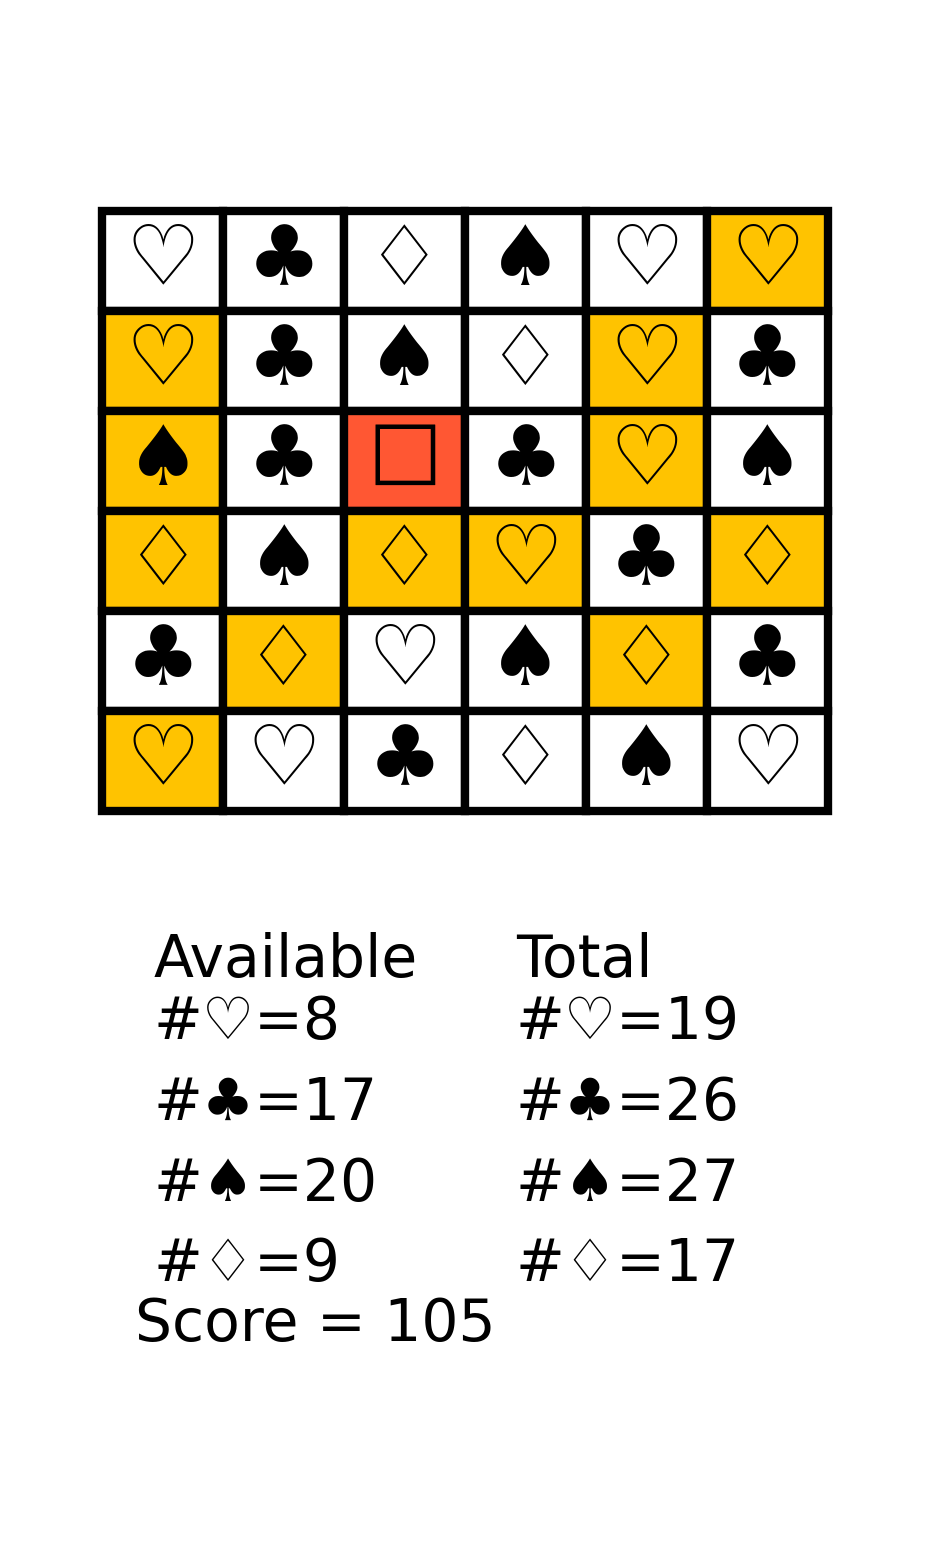 ♡ ♣ ♢ ♠ ♡ ♡
♡ ♣ ♠ ♢ ♡ ♣
♠ ♣ □ ♣ ♡ ♠
♢ ♠ ♢ ♡ ♣ ♢
♣ ♢ ♡ ♠ ♢ ♣
♡ ♡ ♣ ♢ ♠ ♡
Available Total
#♡=8 #♡=19
#♣=17 #♣=26
#♠=20 #♠=27
#♢=9 #♢=17
Score = 105